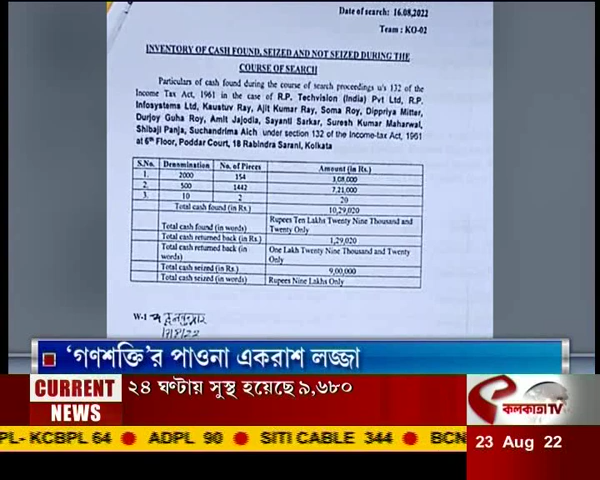 Date of search: 16.08.2022
Team : KO-02
INVENTORY OF CASH FOUND, SEIZED AND NOT SEIZED DURING THE
COURSE OF SEARCH
Particulars of cash found during the course of search proceedings u/s 132 of the
Income Tax Act, 1961 in the case of R.P. Techvision (India) Pvt Ltd, R.P.
Infosystems Ltd, Kaustuv Ray, Ajit Kumar Ray, Soma Roy, Dippriya Mitter,
Durjoy Guha Roy, Amit Jajodia, Sayanti Sarkar, Suresh Kumar Maharwal,
Shibaji Panja, Suchandrima Aich under section 132 of the Income-tax Act, 1961
at 6th Floor, Poddar Court, 18 Rabindra Sarani, Kolkata
S.No. Denomination No. of Pieces Amount (in Rs.)
1. 2000 154 3,08,000
2. 500 1442 7,21,000
3. 10 2 20
Total cash found (in Rs.) 10,29,020
Total cash found (in words) Rupees Ten Lakhs Twenty Nine Thousand and Twenty Only
Total cash returned back (in Rs.) 1,29,020
Total cash returned back (in words) One Lakh Twenty Nine Thousand and Twenty Only
Total cash seized (in Rs.) 9,00,000
Total cash seized (in words) Rupees Nine Lakhs Only
W-1
17/8/22
'গণশক্তি'র পাওনা একরাশ লজ্জা
CURRENT NEWS
২৪ ঘণ্টায় সুস্থ হয়েছে ৯,৬৮০
কলকাতা TV
PL- KCBPL 64 ADPL 90 SITI CABLE 344 BCN
23 Aug 22